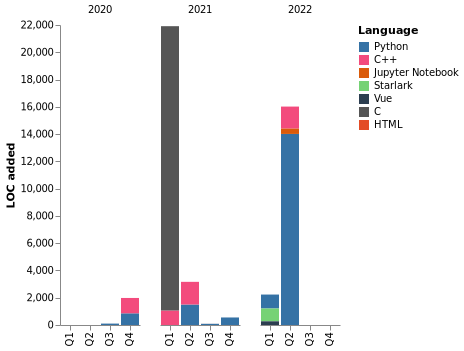 2020 2021 2022
LOC added
22,000
20,000
18,000
16,000
14,000
12,000
10,000
8,000
6,000
4,000
2,000
0
Q1 Q2 Q3 Q4 Q1 Q2 Q3 Q4 Q1 Q2 Q3 Q4
Language
Python
C++
Jupyter Notebook
Starlark
Vue
C
HTML